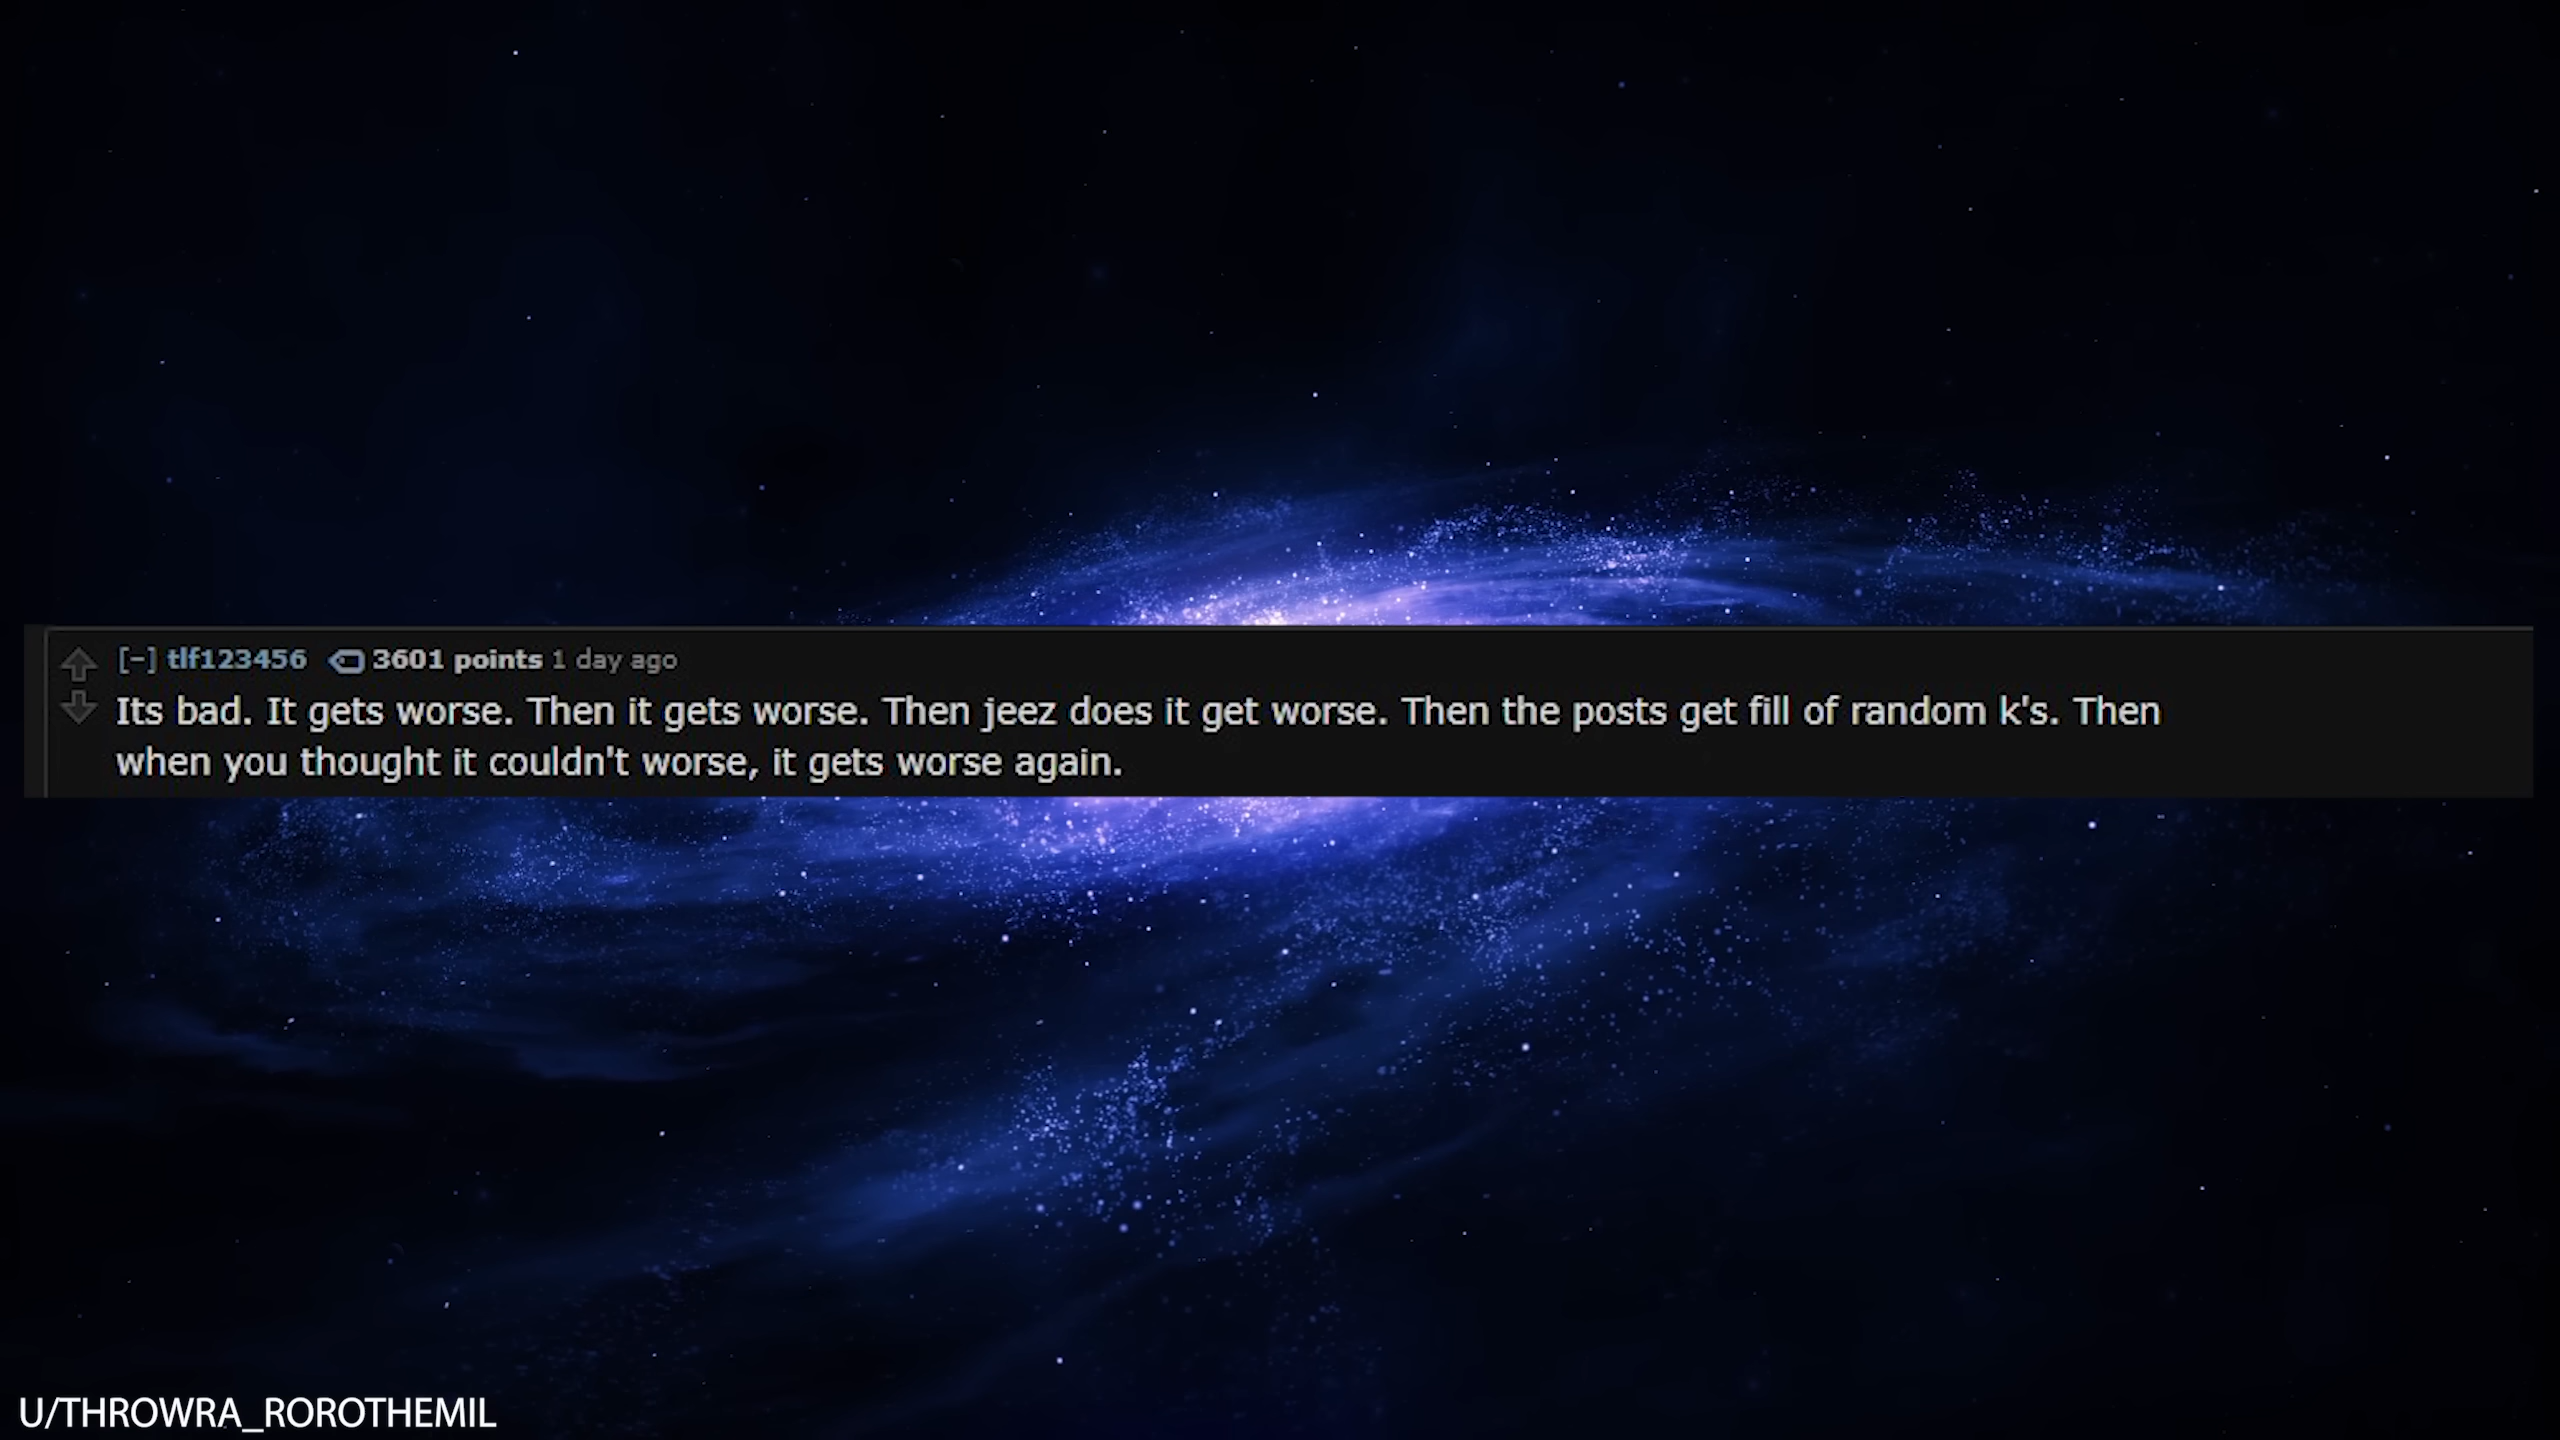 [-] tlf123456 3601 points 1 day ago
Its bad. It gets worse. Then it gets worse. Then jeez does it get worse. Then the posts get fill of random k's. Then
when you thought it couldn't worse, it gets worse again.
U/THROWRA_ROROTHEMIL